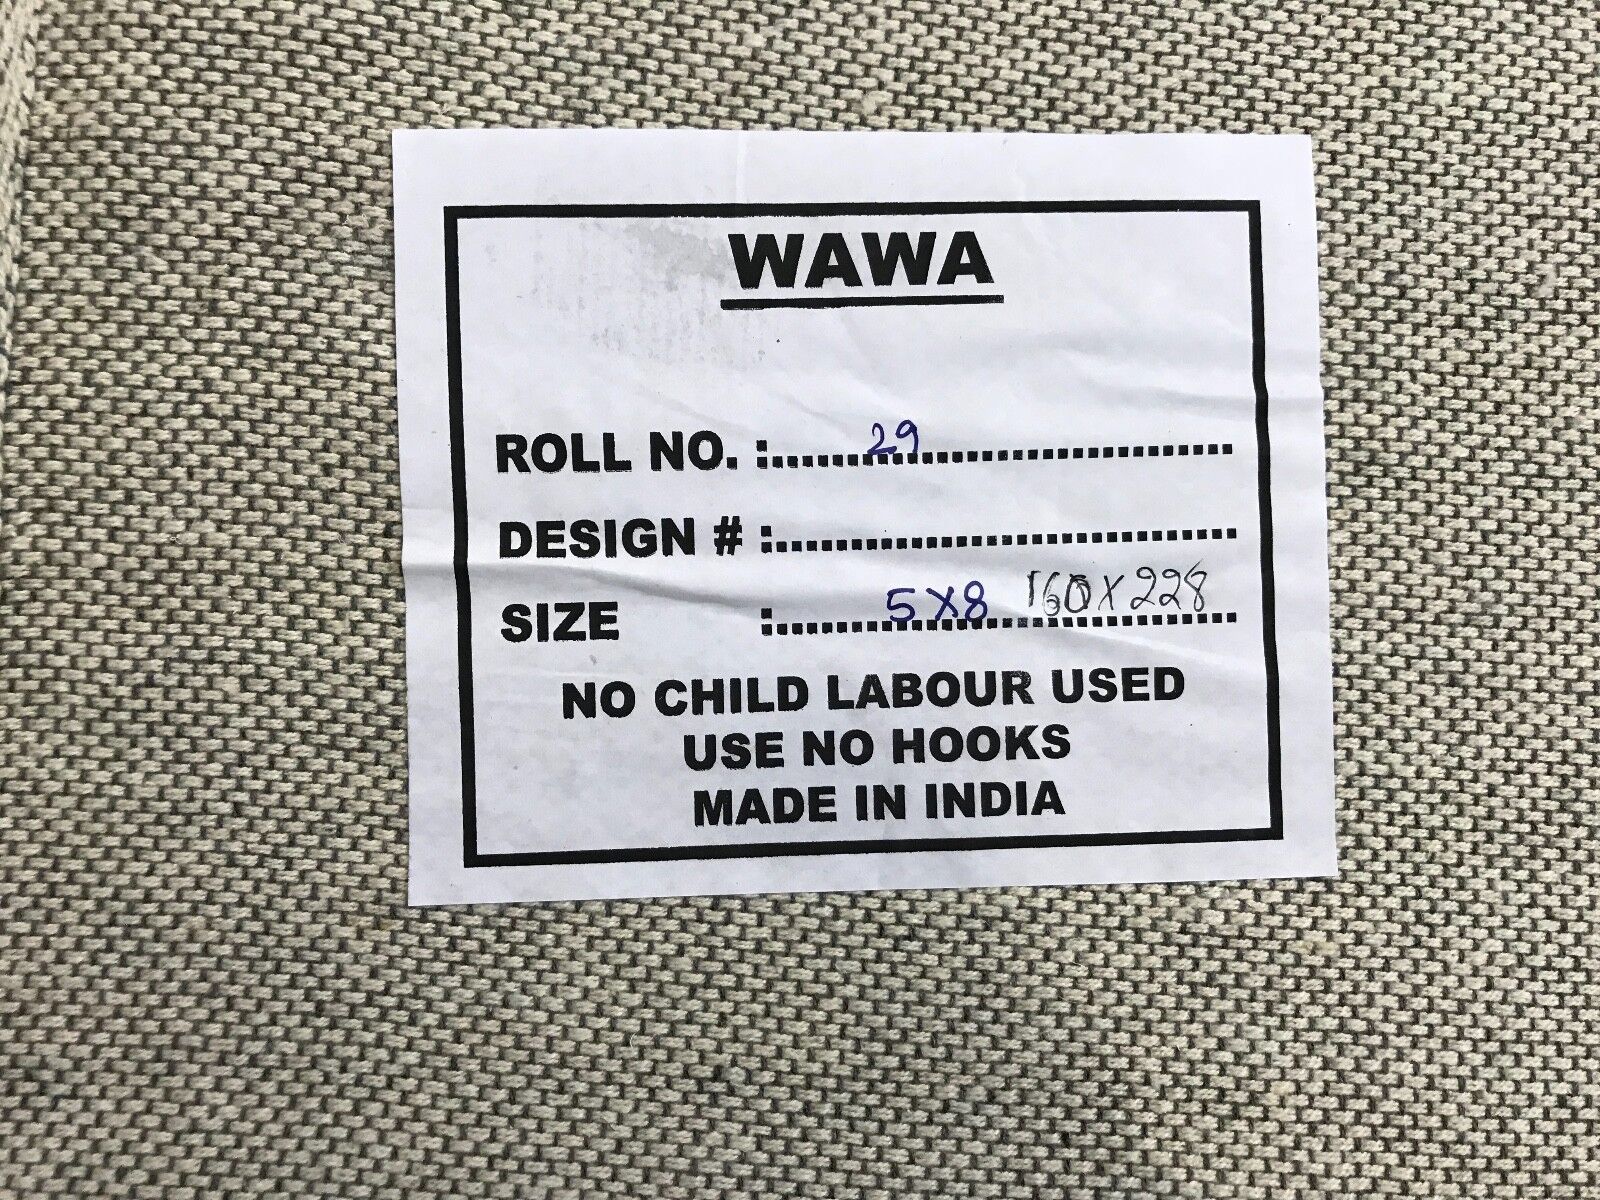 WAWA
ROLL NO. :..........29..............................
DESIGN # :........................................
SIZE :..........5X8 160X228..........
NO CHILD LABOUR USED
USE NO HOOKS
MADE IN INDIA